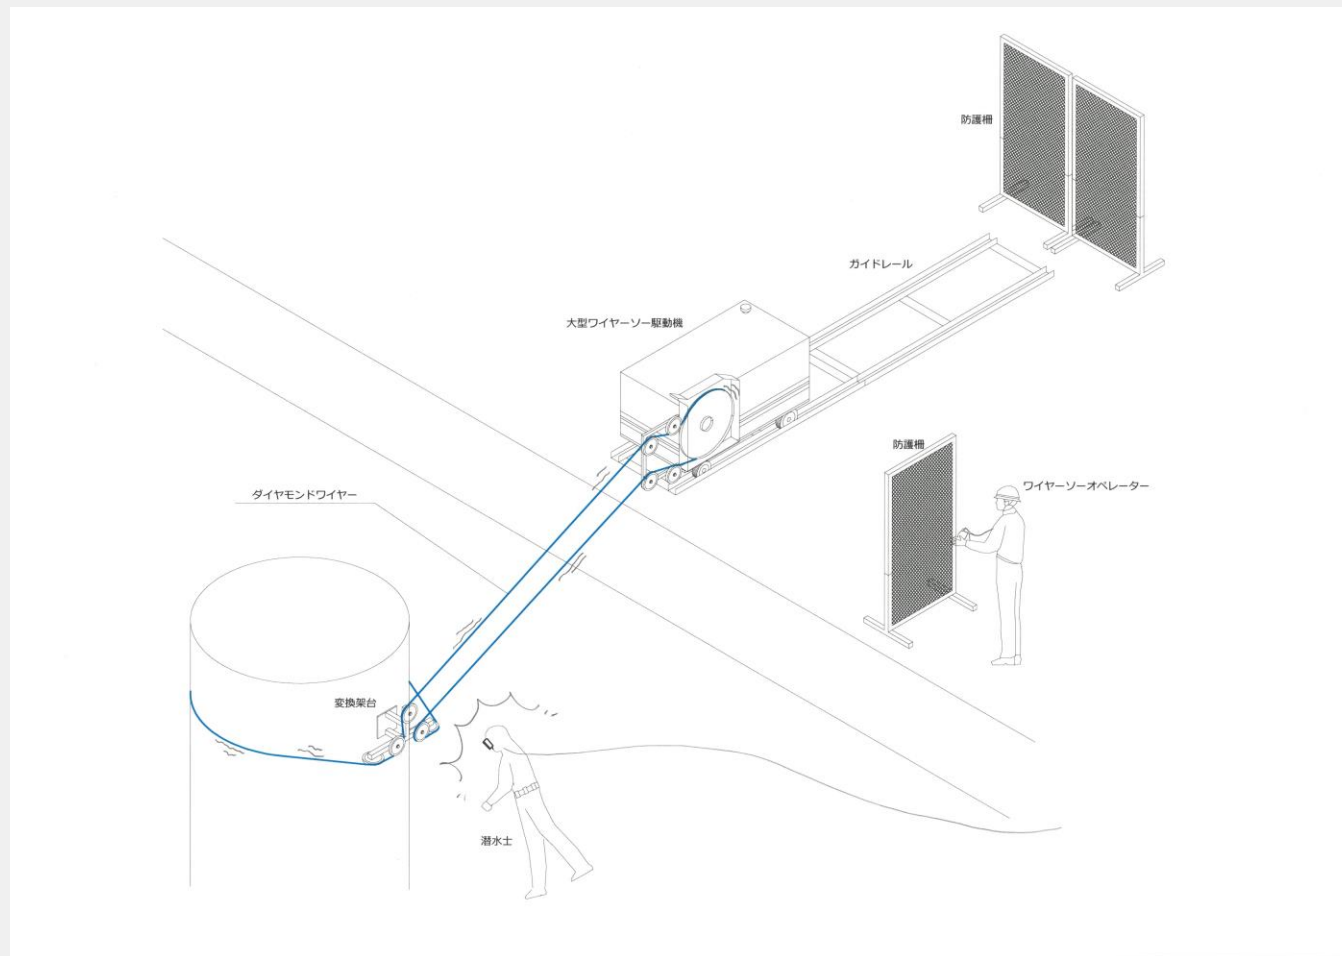 防護柵
ガイドレール
大型ワイヤーソー駆動機
防護柵
ワイヤーソーオペレーター
ダイヤモンドワイヤー
変換架台
潜水士